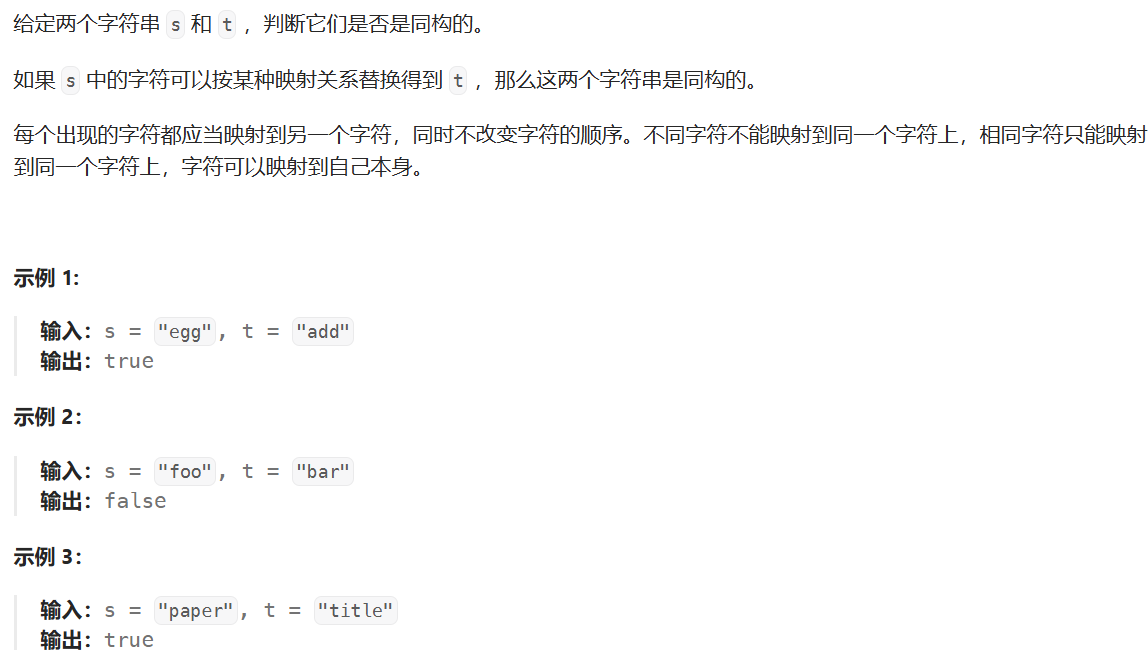 给定两个字符串 s 和 t ，判断它们是否是同构的。
如果 s 中的字符可以按某种映射关系替换得到 t ，那么这两个字符串是同构的。
每个出现的字符都应当映射到另一个字符，同时不改变字符的顺序。不同字符不能映射到同一个字符上，相同字符只能映射
到同一个字符上，字符可以映射到自己本身。
示例 1:
输入：s = "egg", t = "add"
输出：true
示例 2：
输入：s = "foo", t = "bar"
输出：false
示例 3：
输入：s = "paper", t = "title"
输出：true